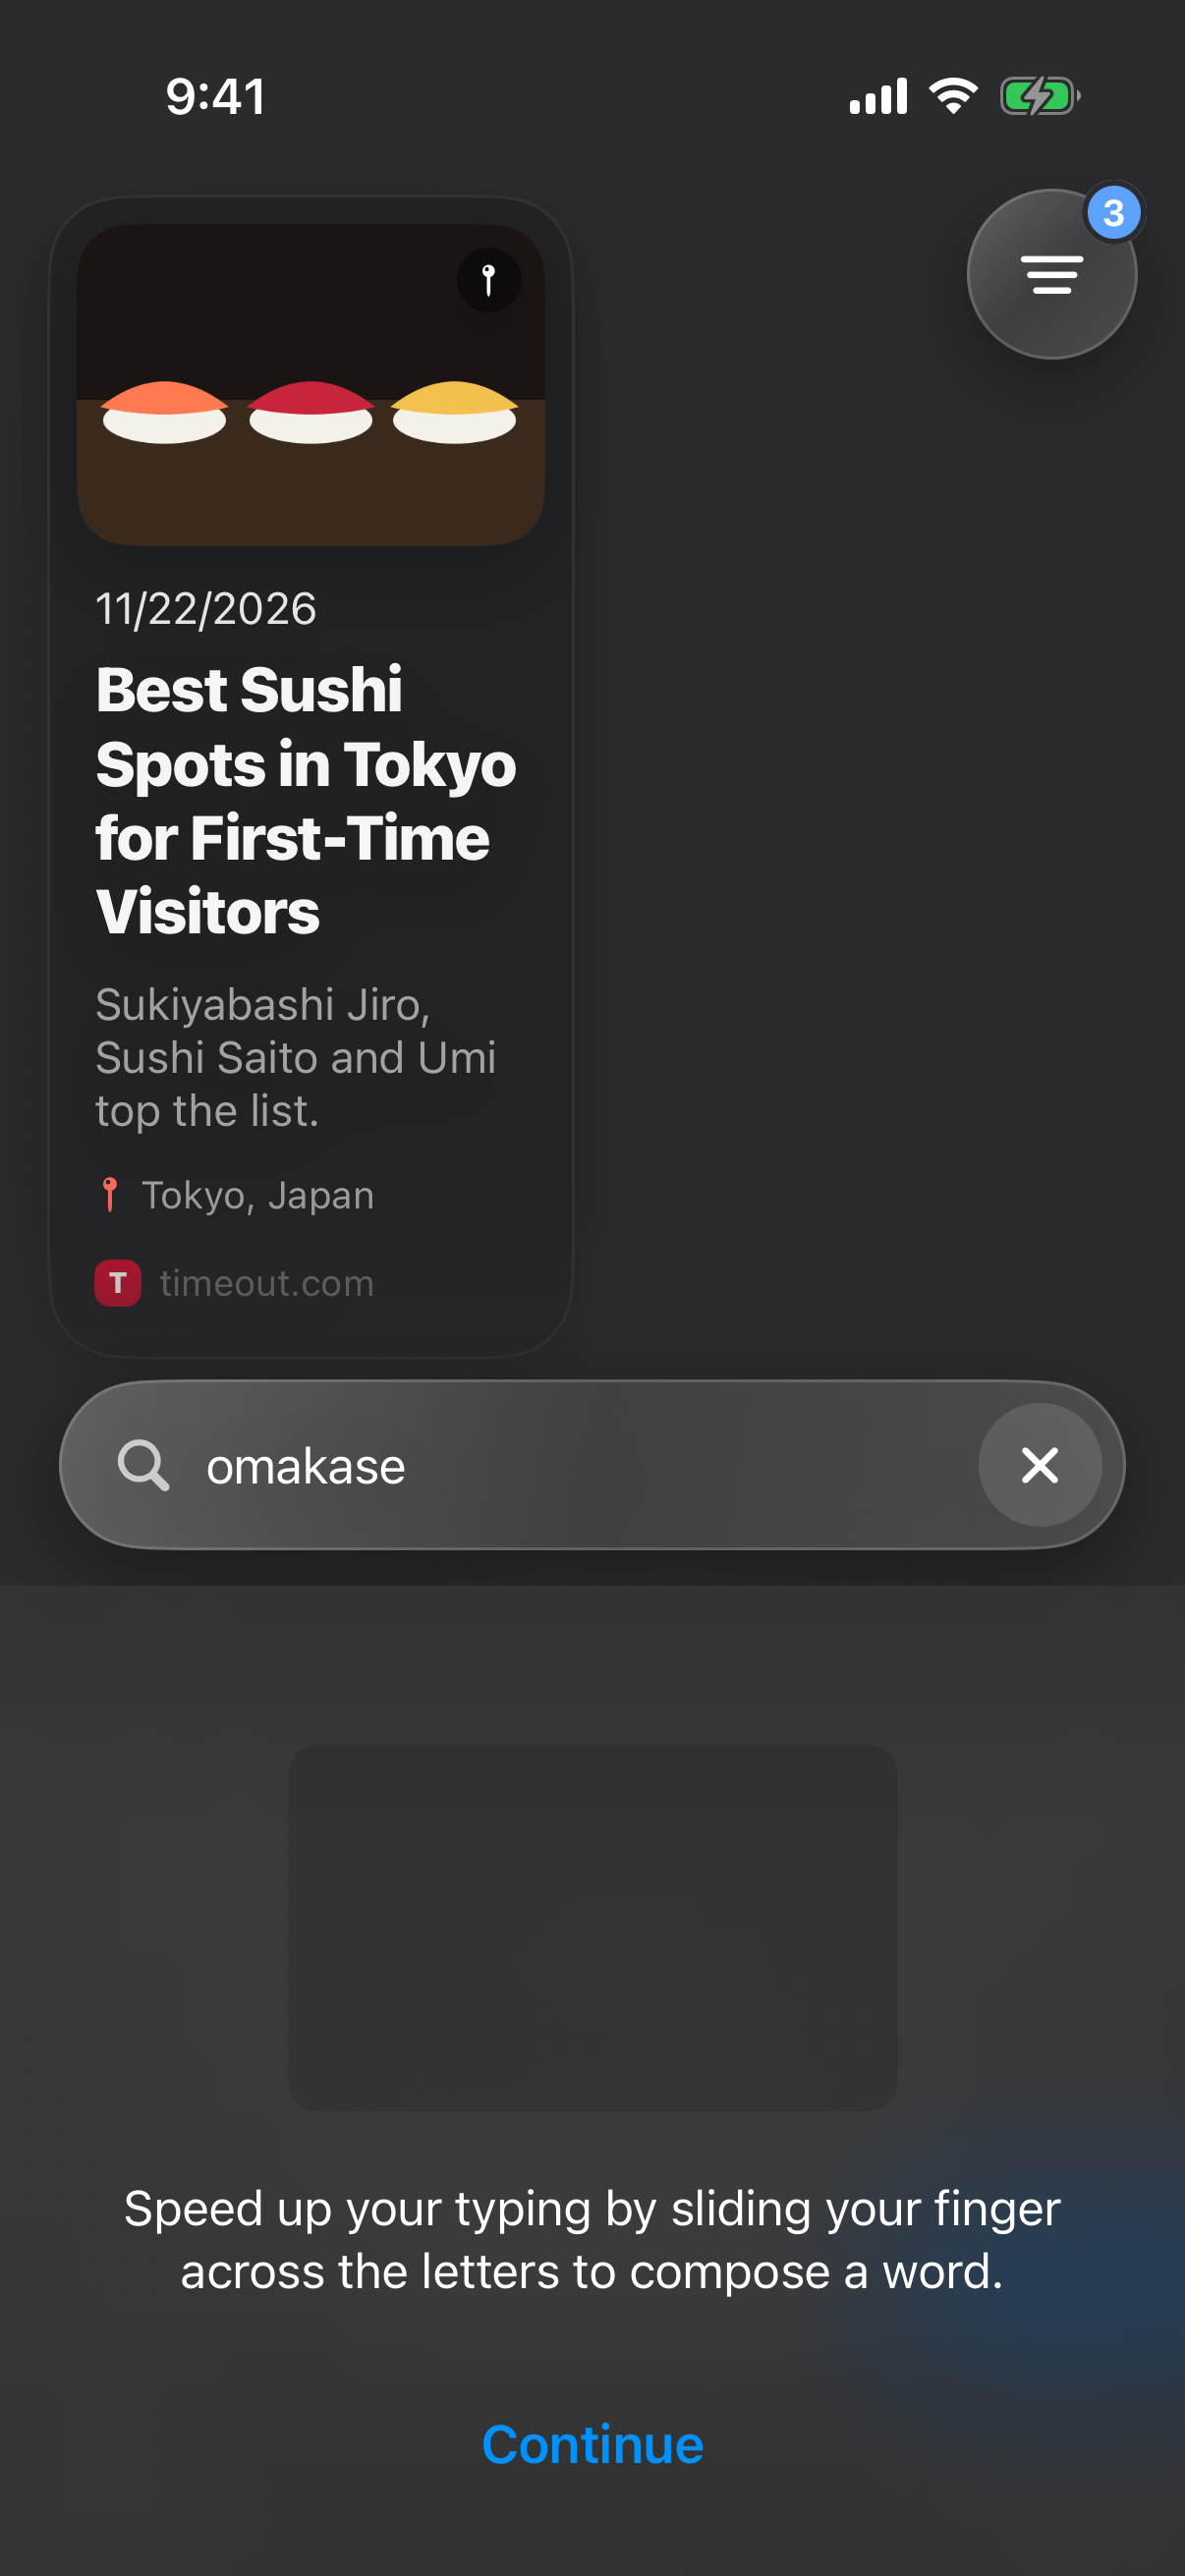 9:41
3
11/22/2026
Best Sushi
Spots in Tokyo
for First-Time
Visitors
Sukiyabashi Jiro,
Sushi Saito and Umi
top the list.
Tokyo, Japan
T timeout.com
omakase
Speed up your typing by sliding your finger
across the letters to compose a word.
Continue